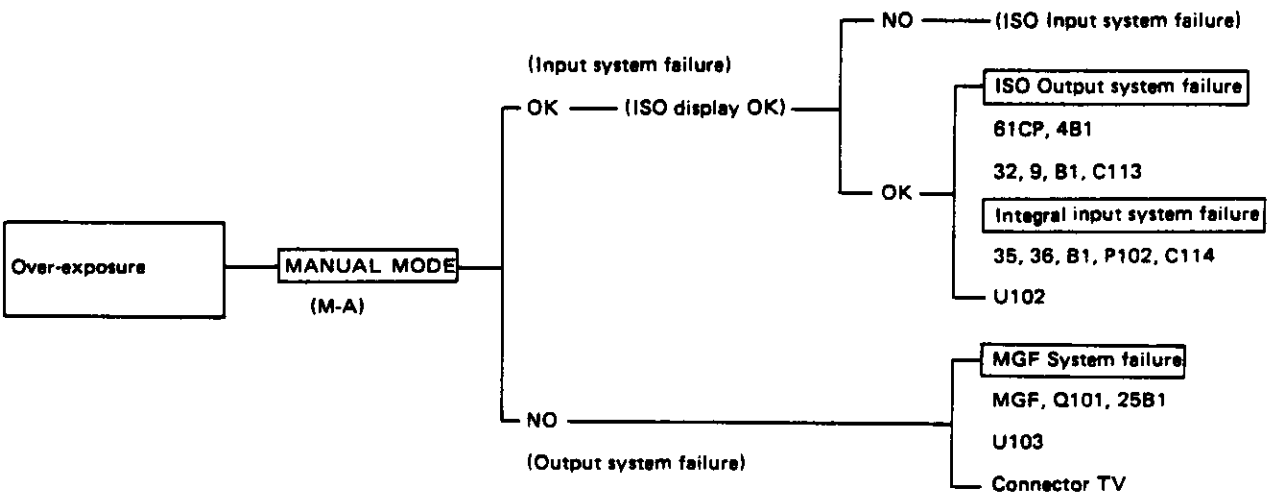 Over-exposure
MANUAL MODE
(M-A)
(Input system failure)
OK
(ISO display OK)
NO
(ISO Input system failure)
OK
ISO Output system failure
61CP, 4B1
32, 9, B1, C113
Integral input system failure
35, 36, B1, P102, C114
U102
NO
(Output system failure)
MGF System failure
MGF, Q101, 25B1
U103
Connector TV